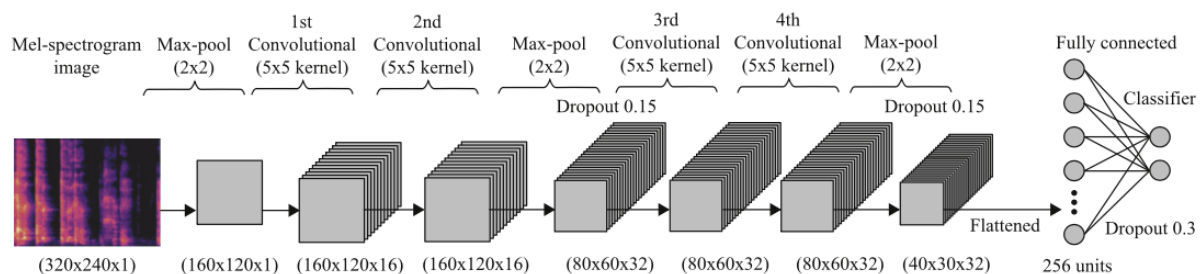 Mel-spectrogram
image
Max-pool
(2x2)
1st
Convolutional
(5x5 kernel)
2nd
Convolutional
(5x5 kernel)
Max-pool
(2x2)
Dropout 0.15
3rd
Convolutional
(5x5 kernel)
4th
Convolutional
(5x5 kernel)
Max-pool
(2x2)
Dropout 0.15
Fully connected
Classifier
Flattened
Dropout 0.3
(320x240x1)
(160x120x1)
(160x120x16)
(160x120x16)
(80x60x32)
(80x60x32)
(80x60x32)
(40x30x32)
256 units